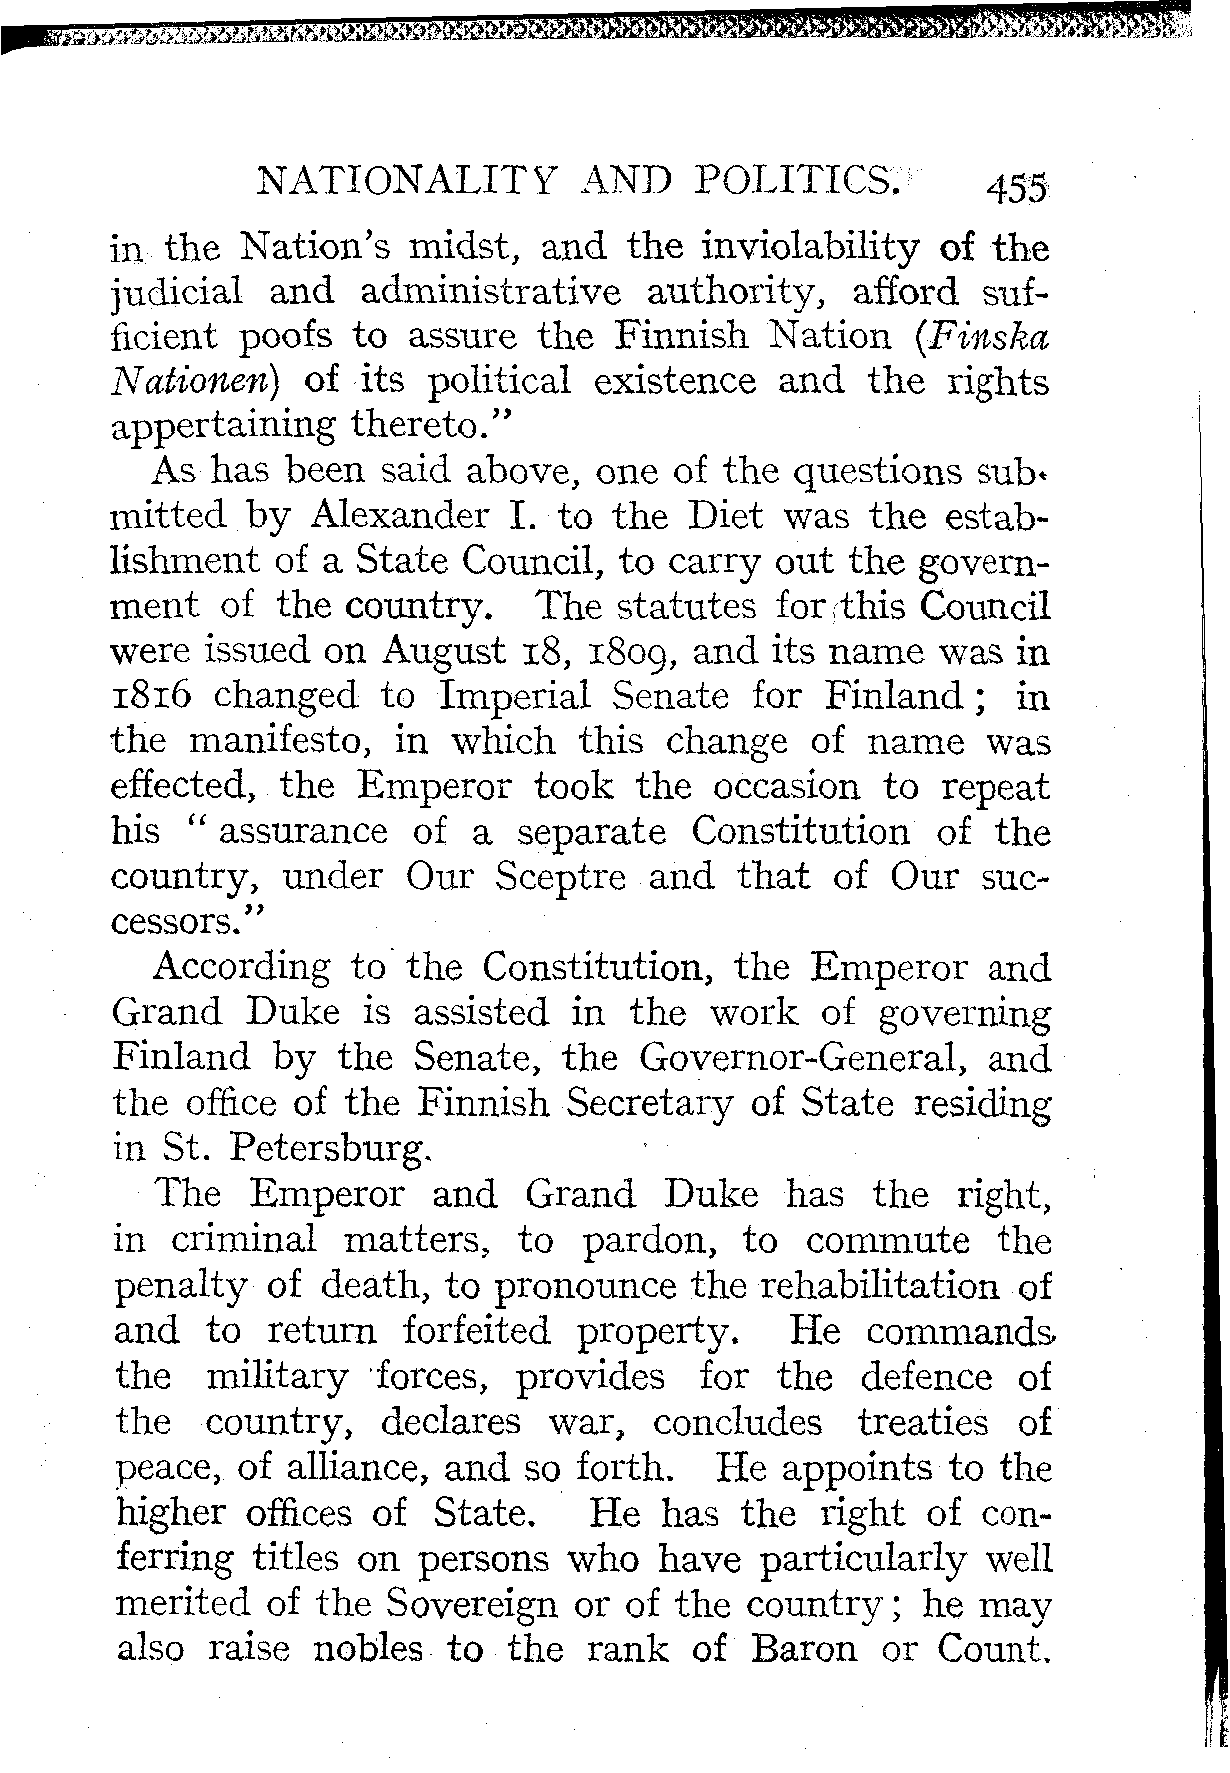 NATIONALITY AND POLITICS. 455
in the Nation's midst, and the inviolability of the
judicial and administrative authority, afford suf-
ficient poofs to assure the Finnish Nation (Finska
Nationen) of its political existence and the rights
appertaining thereto."
As has been said above, one of the questions sub-
mitted by Alexander I. to the Diet was the estab-
lishment of a State Council, to carry out the govern-
ment of the country. The statutes for this Council
were issued on August 18, 1809, and its name was in
1816 changed to Imperial Senate for Finland; in
the manifesto, in which this change of name was
effected, the Emperor took the occasion to repeat
his "assurance of a separate Constitution of the
country, under Our Sceptre and that of Our suc-
cessors."
According to the Constitution, the Emperor and
Grand Duke is assisted in the work of governing
Finland by the Senate, the Governor-General, and
the office of the Finnish Secretary of State residing
in St. Petersburg.
The Emperor and Grand Duke has the right,
in criminal matters, to pardon, to commute the
penalty of death, to pronounce the rehabilitation of
and to return forfeited property. He commands
the military forces, provides for the defence of
the country, declares war, concludes treaties of
peace, of alliance, and so forth. He appoints to the
higher offices of State. He has the right of con-
ferring titles on persons who have particularly well
merited of the Sovereign or of the country; he may
also raise nobles to the rank of Baron or Count.